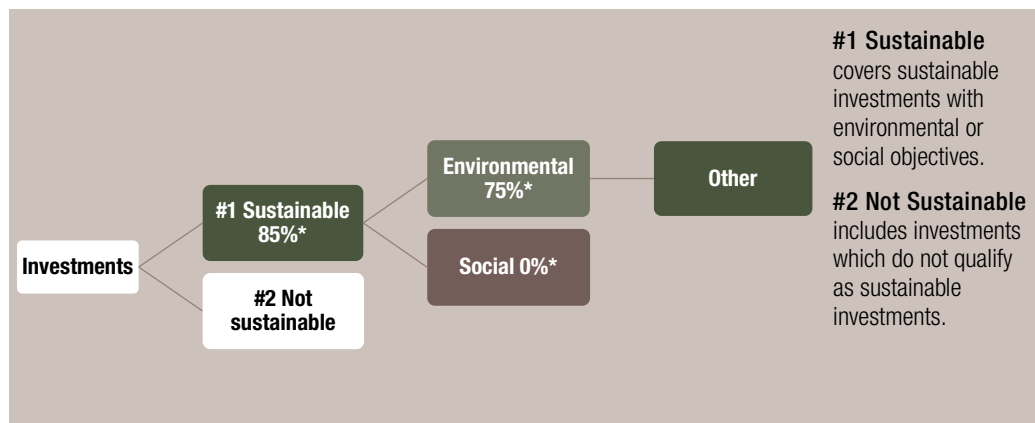 Investments
#1 Sustainable
85%*
#2 Not
sustainable
Environmental
75%*
Social 0%*
Other
#1 Sustainable
covers sustainable
investments with
environmental or
social objectives.
#2 Not Sustainable
includes investments
which do not qualify
as sustainable
investments.